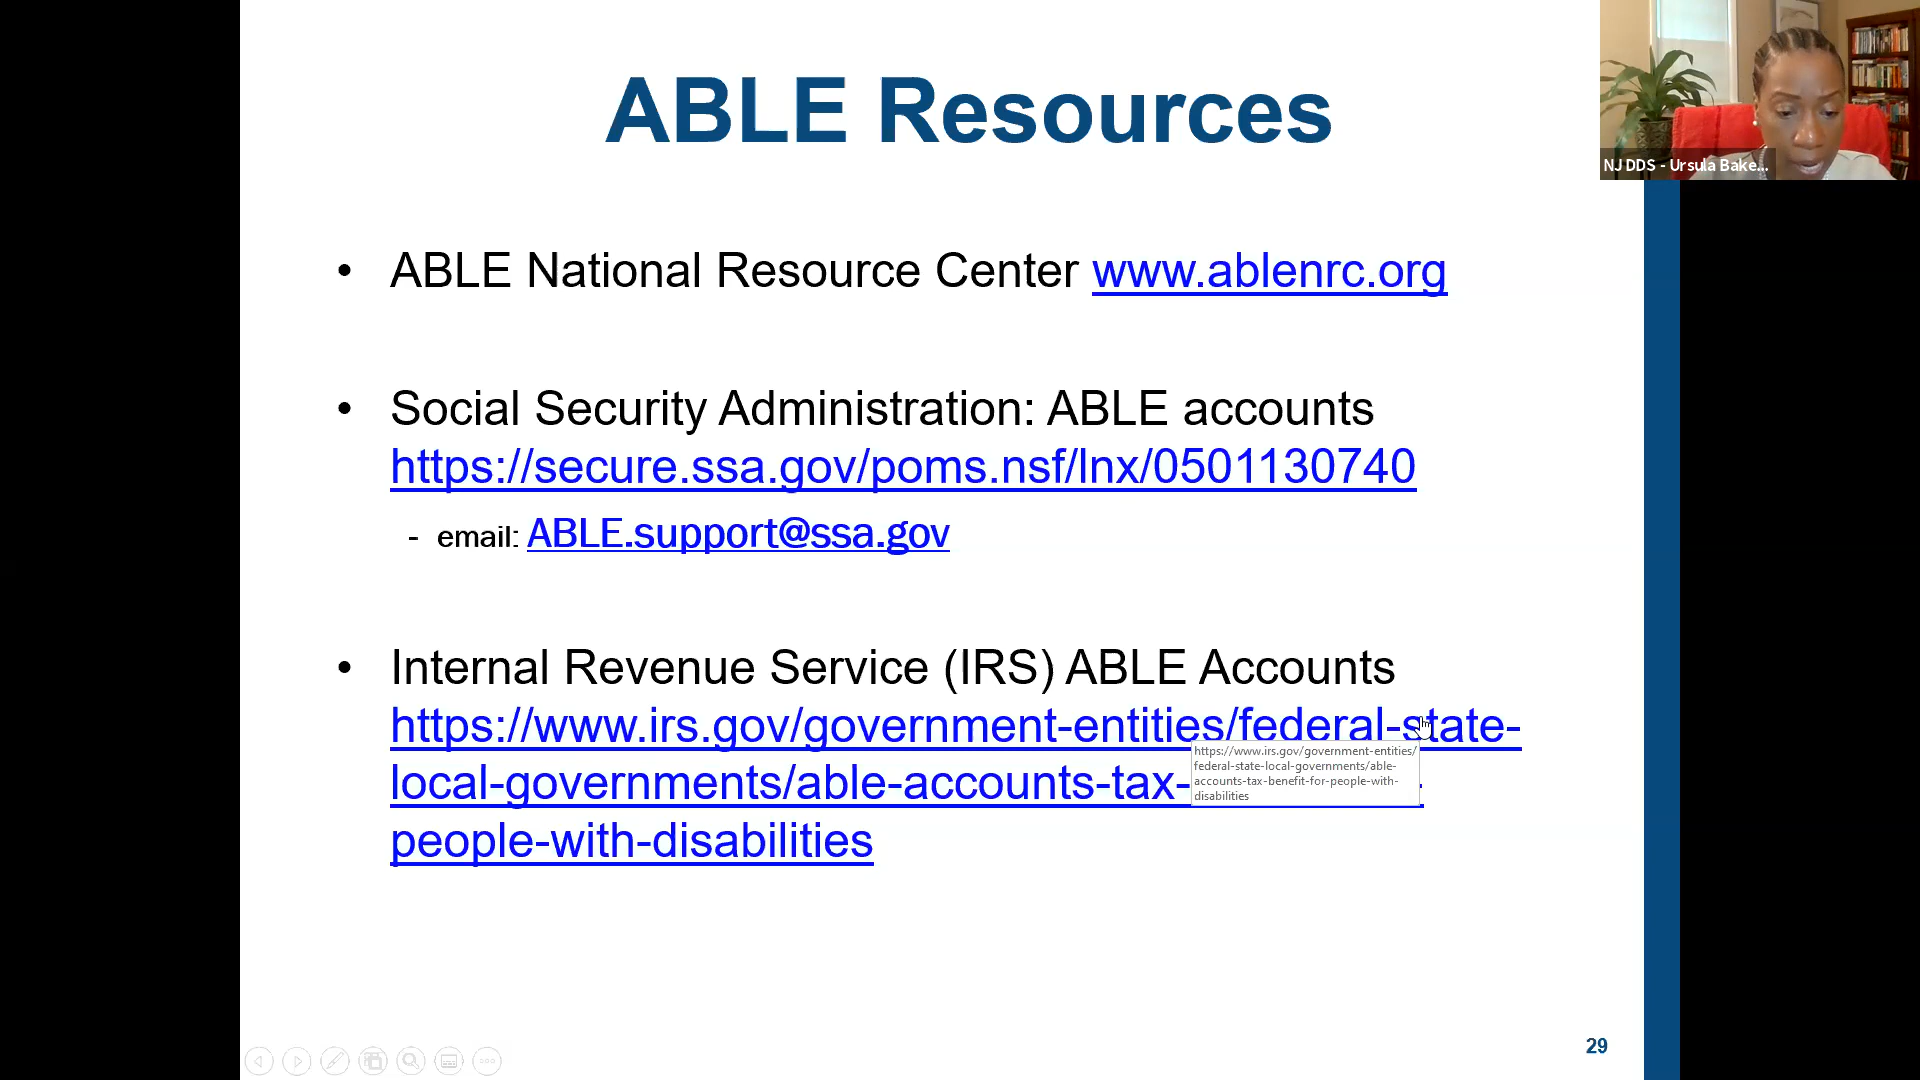 ABLE Resources
NJ DDS - Ursula Bake...
• ABLE National Resource Center www.ablenrc.org
• Social Security Administration: ABLE accounts
https://secure.ssa.gov/poms.nsf/lnx/0501130740
- email: ABLE.support@ssa.gov
• Internal Revenue Service (IRS) ABLE Accounts
https://www.irs.gov/government-entities/federal-state-
local-governments/able-accounts-tax-
people-with-disabilities
https://www.irs.gov/government-entities/
federal-state-local-governments/able-
accounts-tax-benefit-for-people-with-
disabilities
29